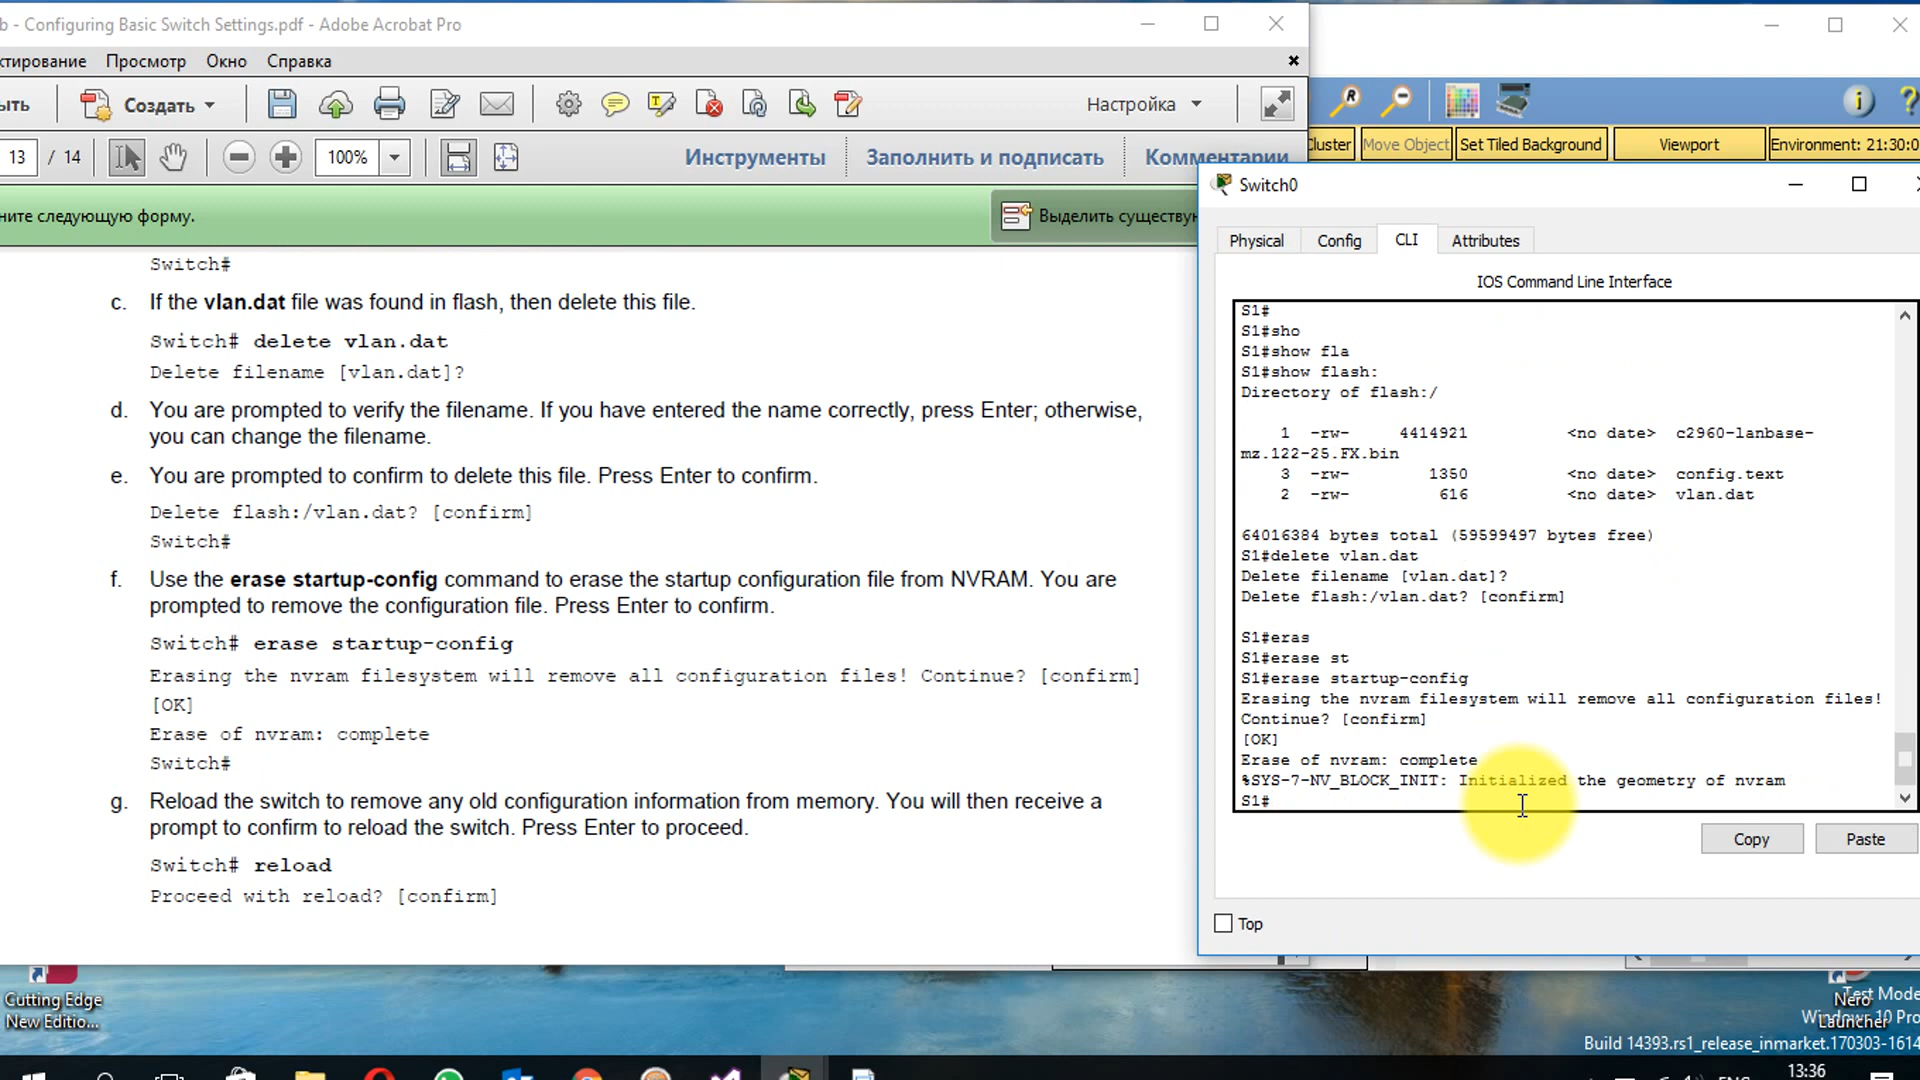 b - Configuring Basic Switch Settings.pdf - Adobe Acrobat Pro
ктирование Просмотр Окно Справка
ыть Создать Настройка
13 / 14 100% Инструменты Заполнить и подписать Комментарии
ните следующую форму. Выделить существу
Switch#
c. If the vlan.dat file was found in flash, then delete this file.
Switch# delete vlan.dat
Delete filename [vlan.dat]?
d. You are prompted to verify the filename. If you have entered the name correctly, press Enter; otherwise,
you can change the filename.
e. You are prompted to confirm to delete this file. Press Enter to confirm.
Delete flash:/vlan.dat? [confirm]
Switch#
f. Use the erase startup-config command to erase the startup configuration file from NVRAM. You are
prompted to remove the configuration file. Press Enter to confirm.
Switch# erase startup-config
Erasing the nvram filesystem will remove all configuration files! Continue? [confirm]
[OK]
Erase of nvram: complete
Switch#
g. Reload the switch to remove any old configuration information from memory. You will then receive a
prompt to confirm to reload the switch. Press Enter to proceed.
Switch# reload
Proceed with reload? [confirm]
R
Cluster Move Object Set Tiled Background Viewport Environment: 21:30:0
Switch0
Physical Config CLI Attributes
IOS Command Line Interface
S1#
S1#sho
S1#show fla
S1#show flash:
Directory of flash:/
1 -rw- 4414921 <no date> c2960-lanbase-
mz.122-25.FX.bin
3 -rw- 1350 <no date> config.text
2 -rw- 616 <no date> vlan.dat
64016384 bytes total (59599497 bytes free)
S1#delete vlan.dat
Delete filename [vlan.dat]?
Delete flash:/vlan.dat? [confirm]
S1#eras
S1#erase st
S1#erase startup-config
Erasing the nvram filesystem will remove all configuration files!
Continue? [confirm]
[OK]
Erase of nvram: complete
%SYS-7-NV_BLOCK_INIT: Initialized the geometry of nvram
S1#
Copy Paste
Top
Cutting Edge
New Editio...
Nero
Launcher
Test Mode
Windows 10 Pro
Build 14393.rs1_release_inmarket.170303-1614
13:36